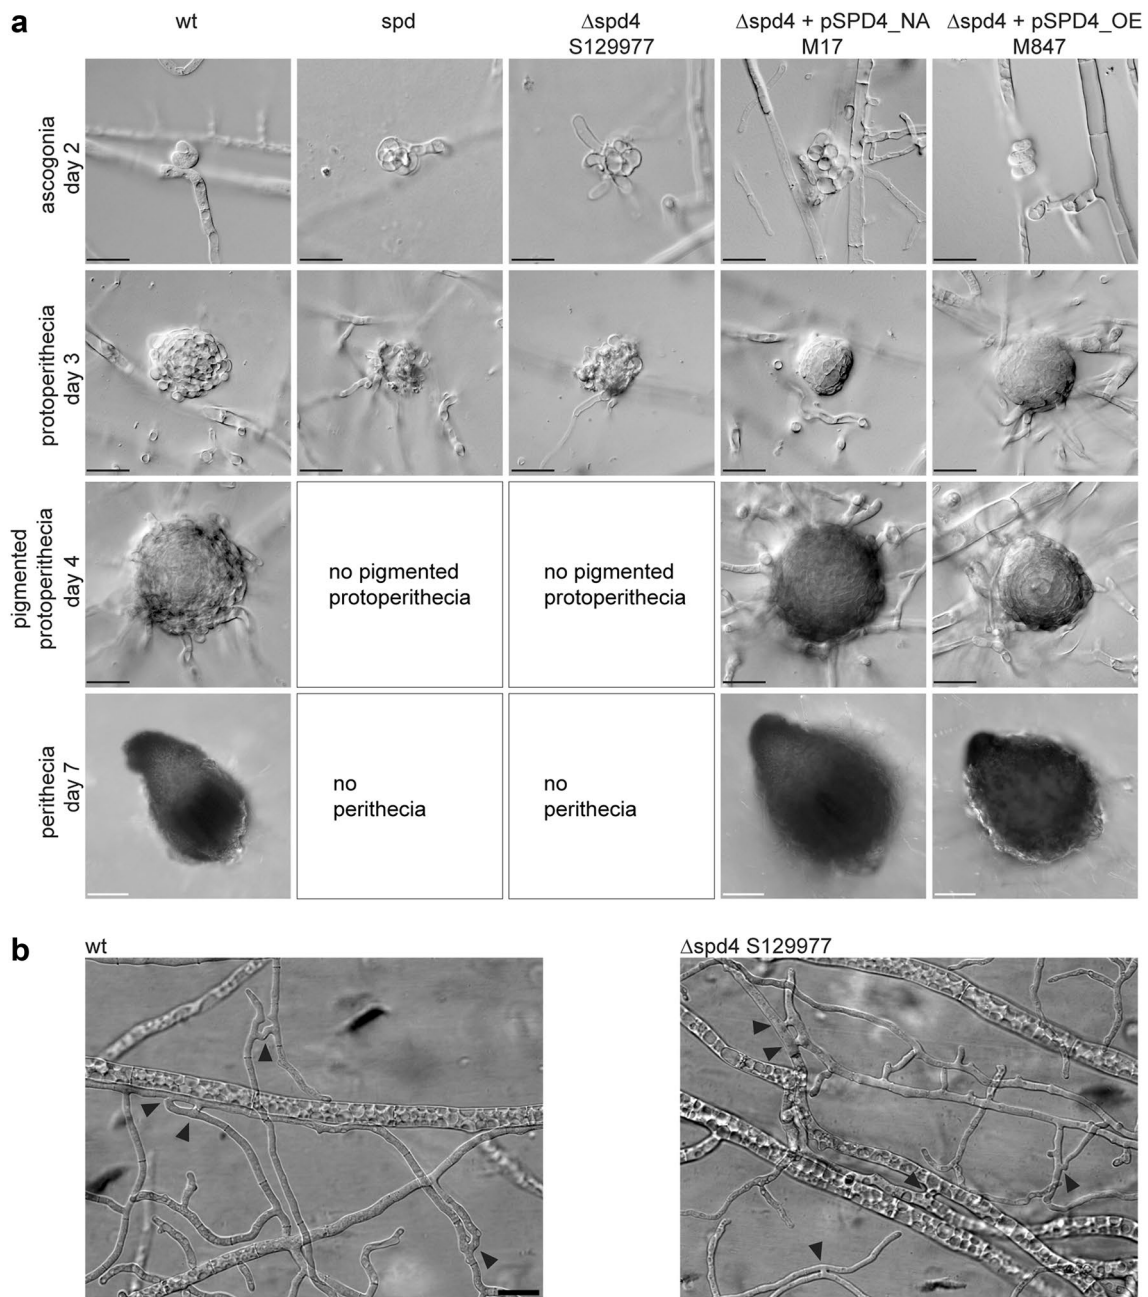 a
wt
spd
Δspd4
S129977
Δspd4 + pSPD4_NA
M17
Δspd4 + pSPD4_OE
M847
ascogonia
day 2
protoperithecia
day 3
pigmented
protoperithecia
day 4
no pigmented
protoperithecia
no pigmented
protoperithecia
perithecia
day 7
no
perithecia
no
perithecia
b
wt
Δspd4 S129977